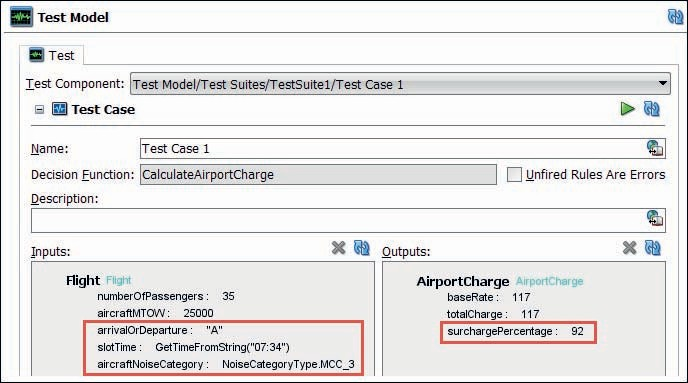 Test Model
Test
Test Component: Test Model/Test Suites/TestSuite1/Test Case 1
Test Case
Name: Test Case 1
Decision Function: CalculateAirportCharge Unfired Rules Are Errors
Description:
Inputs:
Flight Flight
numberOfPassengers : 35
aircraftMTOW : 25000
arrivalOrDeparture : "A"
slotTime : GetTimeFromString("07:34")
aircraftNoiseCategory : NoiseCategoryType.MCC_3
Outputs:
AirportCharge AirportCharge
baseRate : 117
totalCharge : 117
surchargePercentage : 92